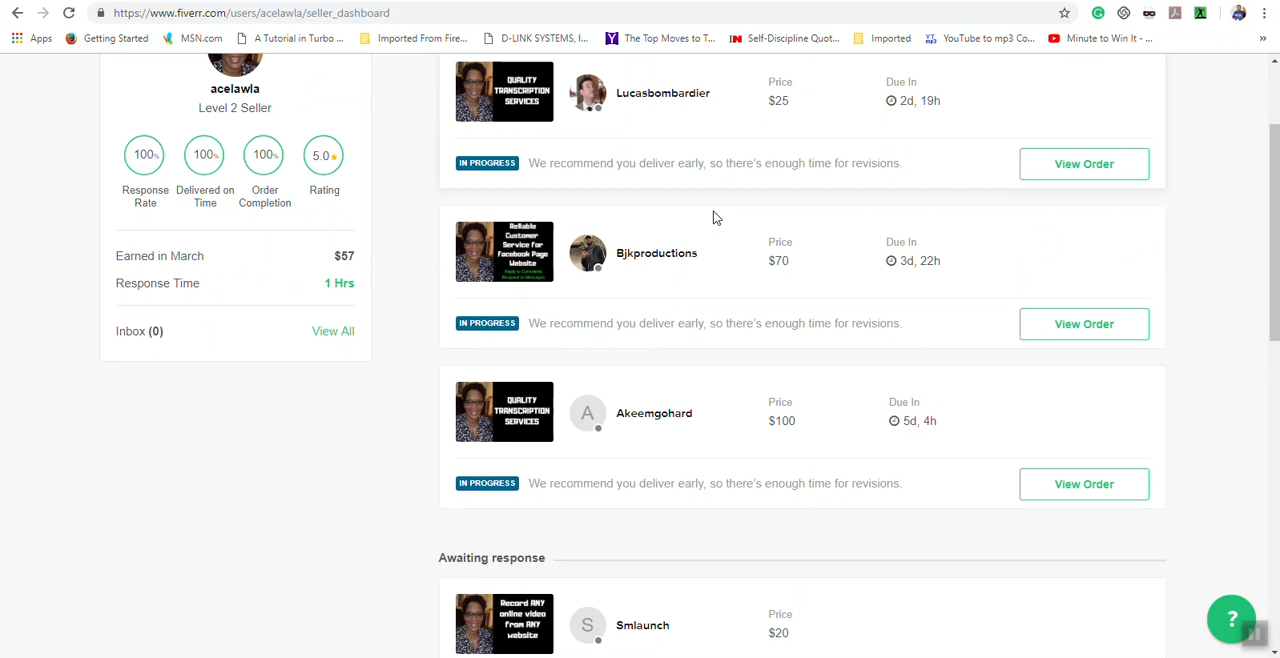 https://www.fiverr.com/users/acelawla/seller_dashboard
Apps
Getting Started
MSN.com
A Tutorial in Turbo ...
Imported From Fire...
D-LINK SYSTEMS, I...
The Top Moves to T...
Self-Discipline Quot...
Imported
YouTube to mp3 Co...
Minute to Win It - ...
»
acelawla
Level 2 Seller
100%
100%
100%
5.0
Response Rate
Delivered on Time
Order Completion
Rating
Earned in March $57
Response Time 1 Hrs
Inbox (0) View All
QUALITY
TRANSCRIPTION
SERVICES
Lucasbombardier
Price
$25
Due In
2d, 19h
IN PROGRESS We recommend you deliver early, so there's enough time for revisions. View Order
Reliable
Customer
Service for
Facebook Page
Website
Reply to Comments
Respond to Messages
Bjkproductions
Price
$70
Due In
3d, 22h
IN PROGRESS We recommend you deliver early, so there's enough time for revisions. View Order
QUALITY
TRANSCRIPTION
SERVICES
A
Akeemgohard
Price
$100
Due In
5d, 4h
IN PROGRESS We recommend you deliver early, so there's enough time for revisions. View Order
Awaiting response
Record ANY
online video
from ANY
website
S
Smlaunch
Price
$20
?